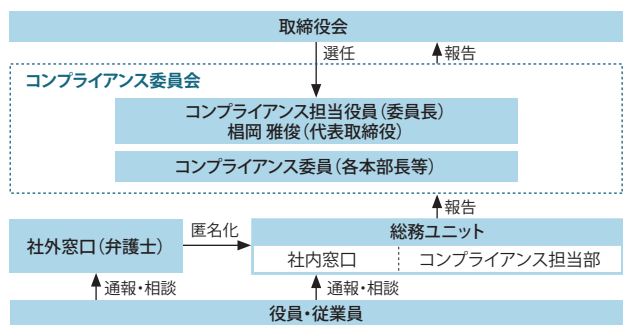 取締役会
選任
報告
コンプライアンス委員会
コンプライアンス担当役員(委員長)
椙岡 雅俊(代表取締役)
コンプライアンス委員(各本部長等)
報告
社外窓口(弁護士)
匿名化
総務ユニット
社内窓口
コンプライアンス担当部
通報・相談
通報・相談
役員・従業員